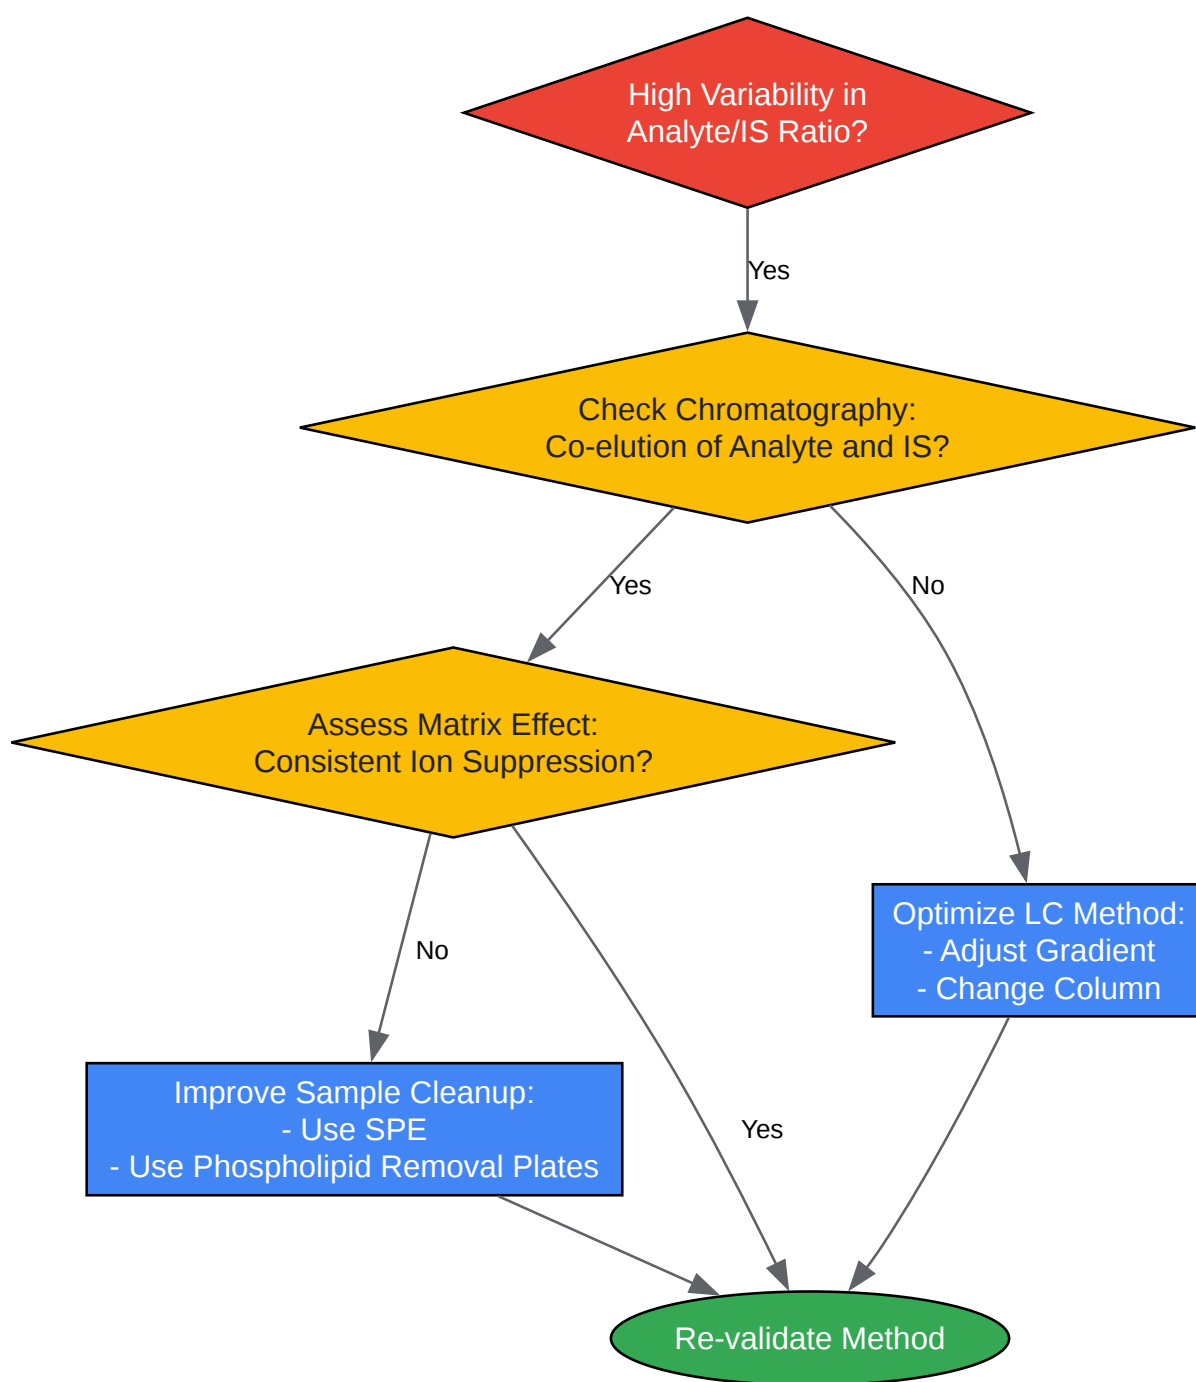 High Variability in
Analyte/IS Ratio?
Yes
Check Chromatography:
Co-elution of Analyte and IS?
Yes
No
Assess Matrix Effect:
Consistent Ion Suppression?
Optimize LC Method:
- Adjust Gradient
- Change Column
No
Improve Sample Cleanup:
- Use SPE
- Use Phospholipid Removal Plates
Yes
Re-validate Method